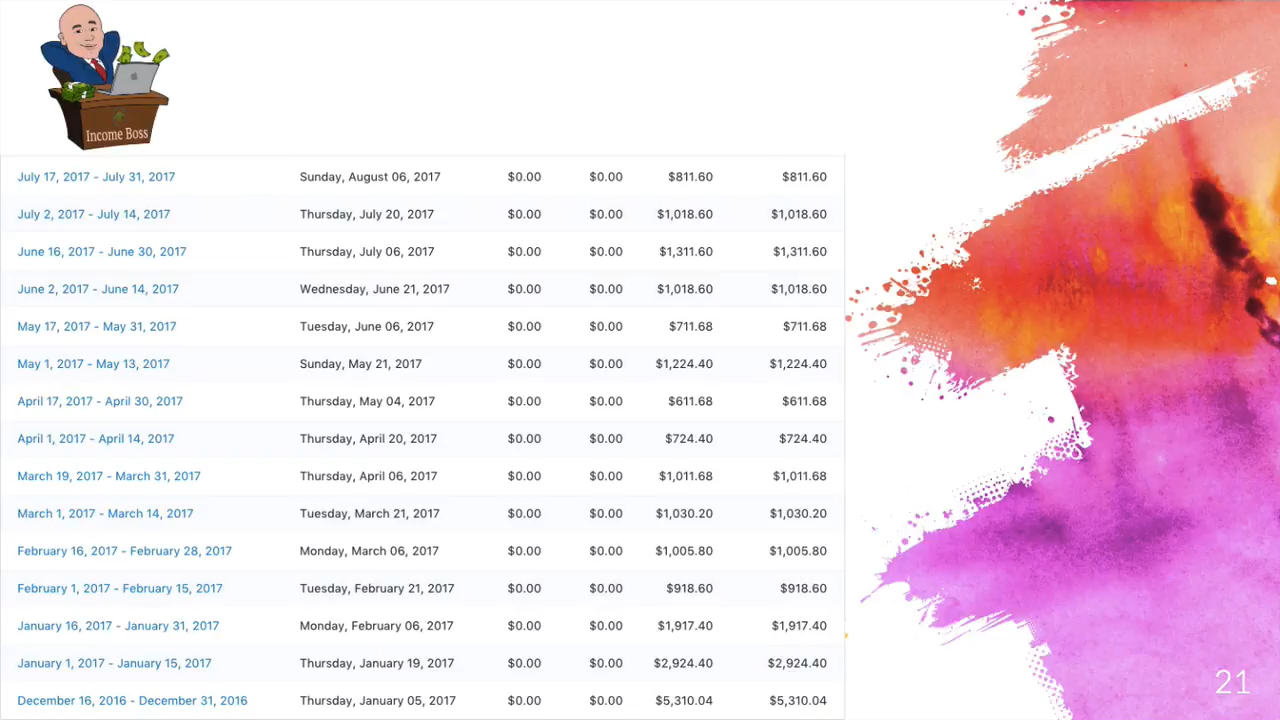 Income Boss
July 17, 2017 - July 31, 2017 Sunday, August 06, 2017 $0.00 $0.00 $811.60 $811.60
July 2, 2017 - July 14, 2017 Thursday, July 20, 2017 $0.00 $0.00 $1,018.60 $1,018.60
June 16, 2017 - June 30, 2017 Thursday, July 06, 2017 $0.00 $0.00 $1,311.60 $1,311.60
June 2, 2017 - June 14, 2017 Wednesday, June 21, 2017 $0.00 $0.00 $1,018.60 $1,018.60
May 17, 2017 - May 31, 2017 Tuesday, June 06, 2017 $0.00 $0.00 $711.68 $711.68
May 1, 2017 - May 13, 2017 Sunday, May 21, 2017 $0.00 $0.00 $1,224.40 $1,224.40
April 17, 2017 - April 30, 2017 Thursday, May 04, 2017 $0.00 $0.00 $611.68 $611.68
April 1, 2017 - April 14, 2017 Thursday, April 20, 2017 $0.00 $0.00 $724.40 $724.40
March 19, 2017 - March 31, 2017 Thursday, April 06, 2017 $0.00 $0.00 $1,011.68 $1,011.68
March 1, 2017 - March 14, 2017 Tuesday, March 21, 2017 $0.00 $0.00 $1,030.20 $1,030.20
February 16, 2017 - February 28, 2017 Monday, March 06, 2017 $0.00 $0.00 $1,005.80 $1,005.80
February 1, 2017 - February 15, 2017 Tuesday, February 21, 2017 $0.00 $0.00 $918.60 $918.60
January 16, 2017 - January 31, 2017 Monday, February 06, 2017 $0.00 $0.00 $1,917.40 $1,917.40
January 1, 2017 - January 15, 2017 Thursday, January 19, 2017 $0.00 $0.00 $2,924.40 $2,924.40
December 16, 2016 - December 31, 2016 Thursday, January 05, 2017 $0.00 $0.00 $5,310.04 $5,310.04
21